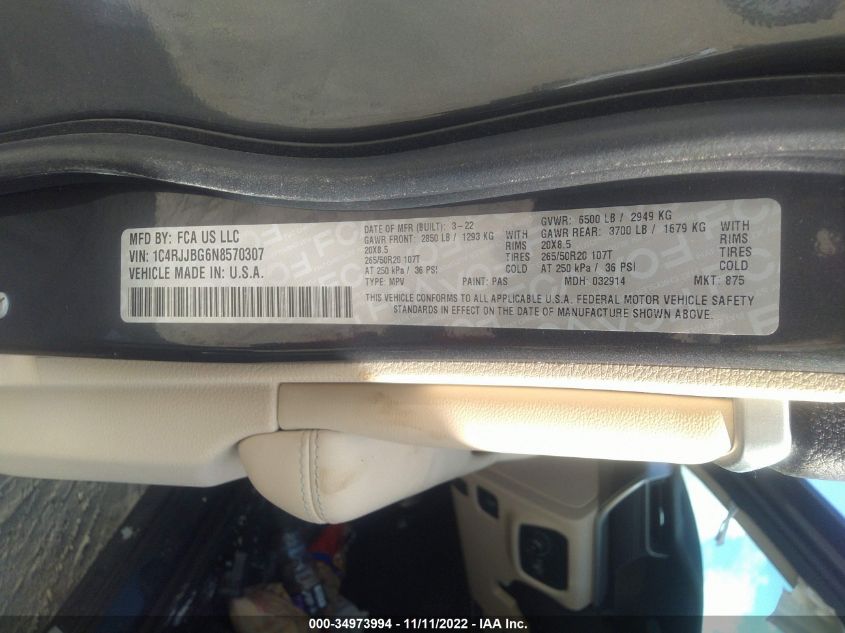 MFD BY: FCA US LLC
VIN: 1C4RJJBG6N8570307
VEHICLE MADE IN U.S.A.
DATE OF MFR (BUILT): 3-22
GAWR FRONT: 2850 LB / 1293 KG WITH
20X8.5 RIMS
265/50R20 107T TIRES
AT 250 kPa / 36 PSI COLD
TYPE: MPV PAINT: PAS
GVWR: 6500 LB / 2949 KG
GAWR REAR: 3700 LB / 1679 KG WITH
20X8.5 RIMS
265/50R20 107T TIRES
AT 250 kPa / 36 PSI COLD
MDH: 032914 MKT: 875
THIS VEHICLE CONFORMS TO ALL APPLICABLE U.S.A. FEDERAL MOTOR VEHICLE SAFETY
STANDARDS IN EFFECT ON THE DATE OF MANUFACTURE SHOWN ABOVE.
000-34973994 - 11/11/2022 - IAA Inc.